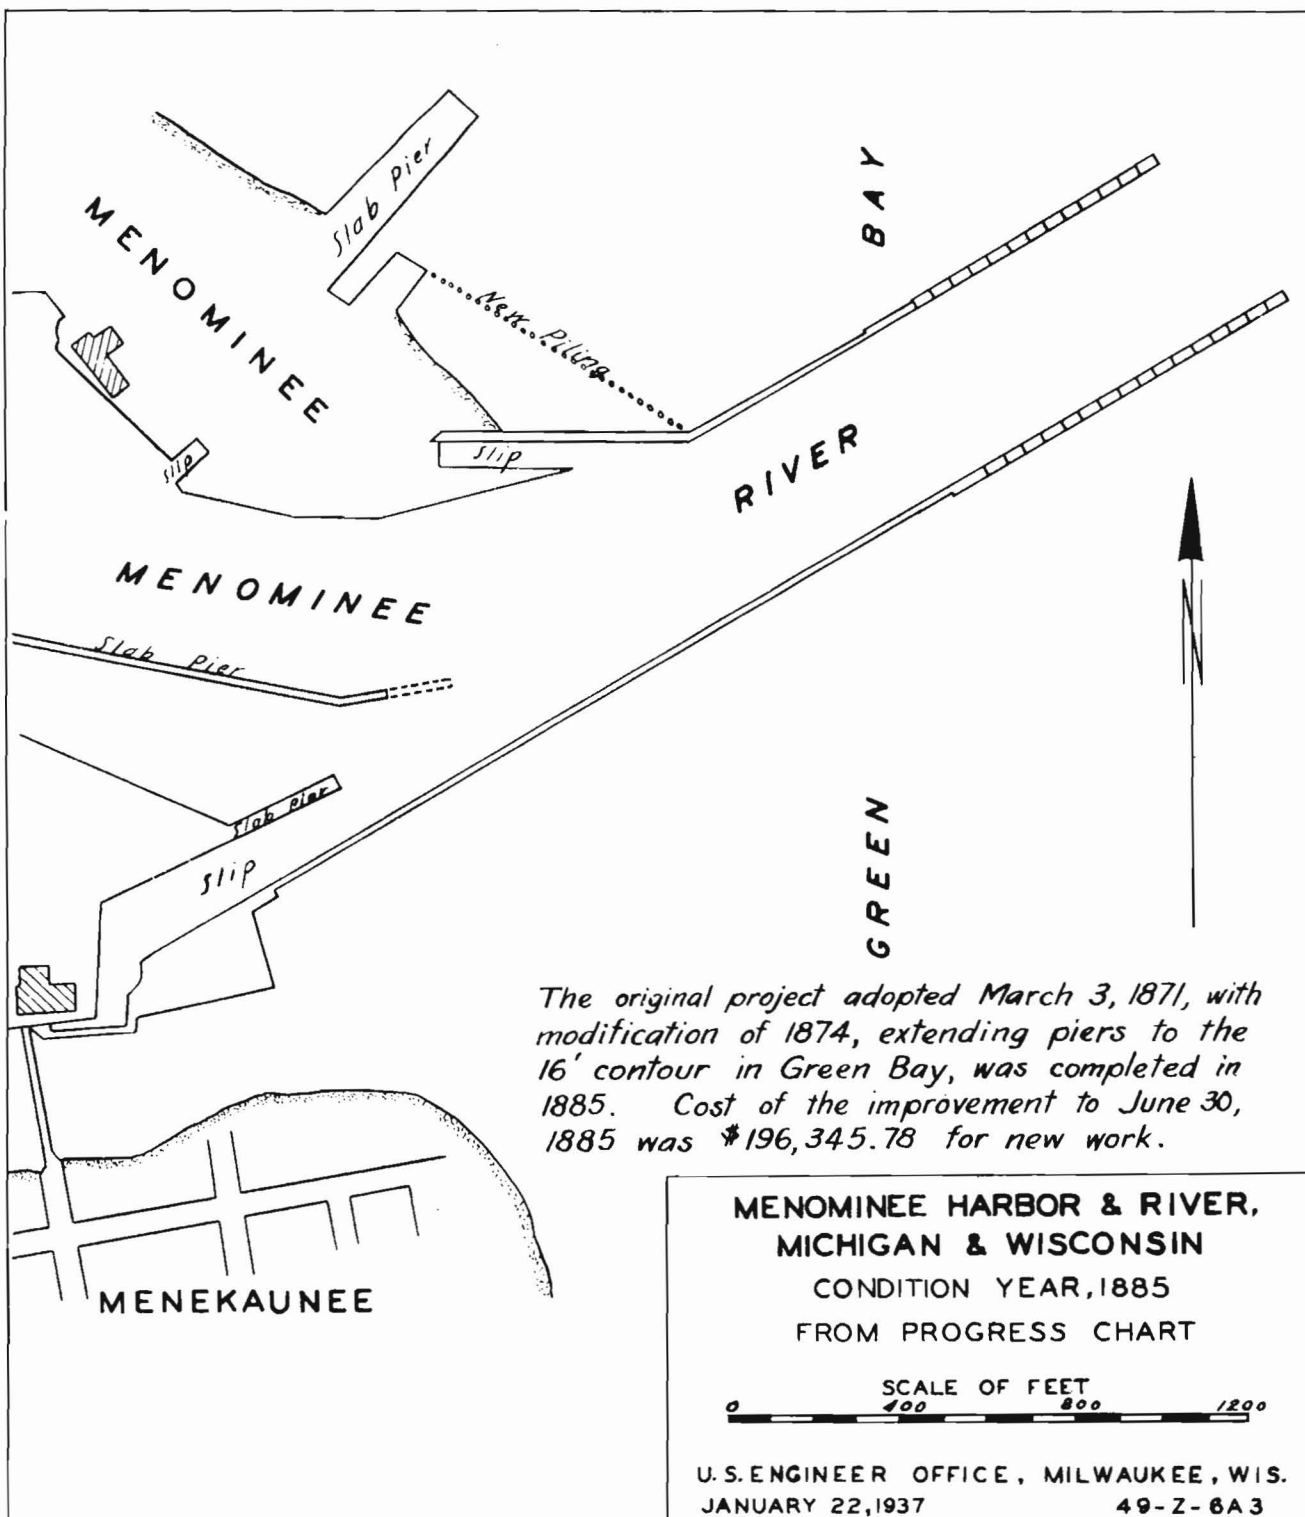 Slab Pier
MENOMINEE
BAY
New Piling
RIVER
Slip
Slip
MENOMINEE
Slab Pier
N
Slab Pier
Slip
GREEN
The original project adopted March 3, 1871, with
modification of 1874, extending piers to the
16' contour in Green Bay, was completed in
1885. Cost of the improvement to June 30,
1885 was $196,345.78 for new work.
MENEKAUNEE
MENOMINEE HARBOR & RIVER,
MICHIGAN & WISCONSIN
CONDITION YEAR, 1885
FROM PROGRESS CHART
SCALE OF FEET
0 400 800 1200
U.S. ENGINEER OFFICE, MILWAUKEE, WIS.
JANUARY 22, 1937 49-Z-6A3